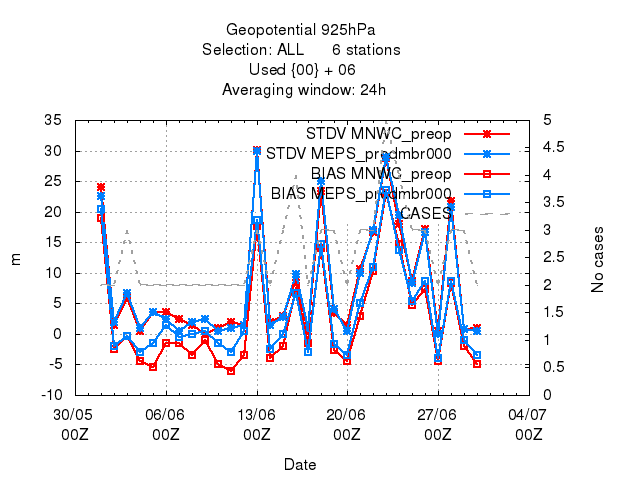 Geopotential 925hPa
Selection: ALL 6 stations
Used {00} + 06
Averaging window: 24h
35
30
25
20
15
10
5
0
-5
-10
m
5
4.5
4
3.5
3
2.5
2
1.5
1
0.5
0
No cases
STDV MNWC_preop
STDV MEPS_prodmbr000
BIAS MNWC_preop
BIAS MEPS_prodmbr000
CASES
30/05 06/06 13/06 20/06 27/06 04/07
00Z 00Z 00Z 00Z 00Z 00Z
Date